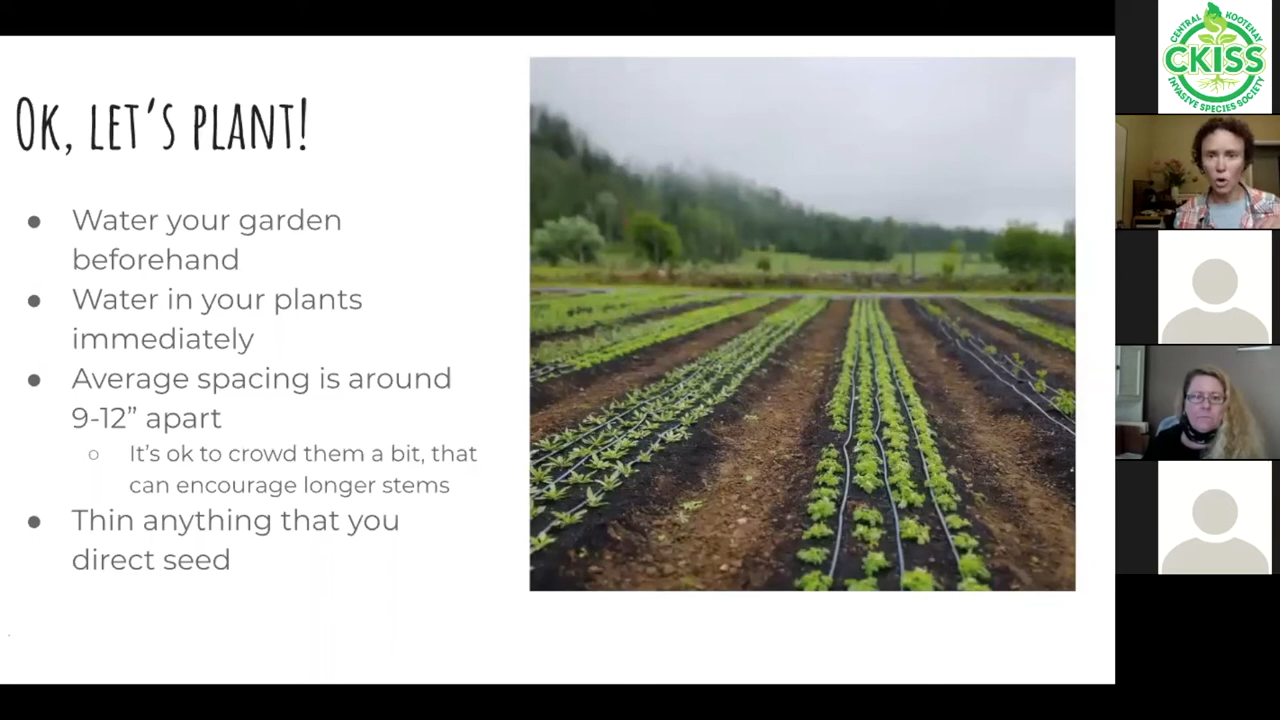 OK, LET'S PLANT!
● Water your garden
beforehand
● Water in your plants
immediately
● Average spacing is around
9-12” apart
○ It’s ok to crowd them a bit, that
can encourage longer stems
● Thin anything that you
direct seed
CENTRAL KOOTENAY
CKISS
INVASIVE SPECIES SOCIETY